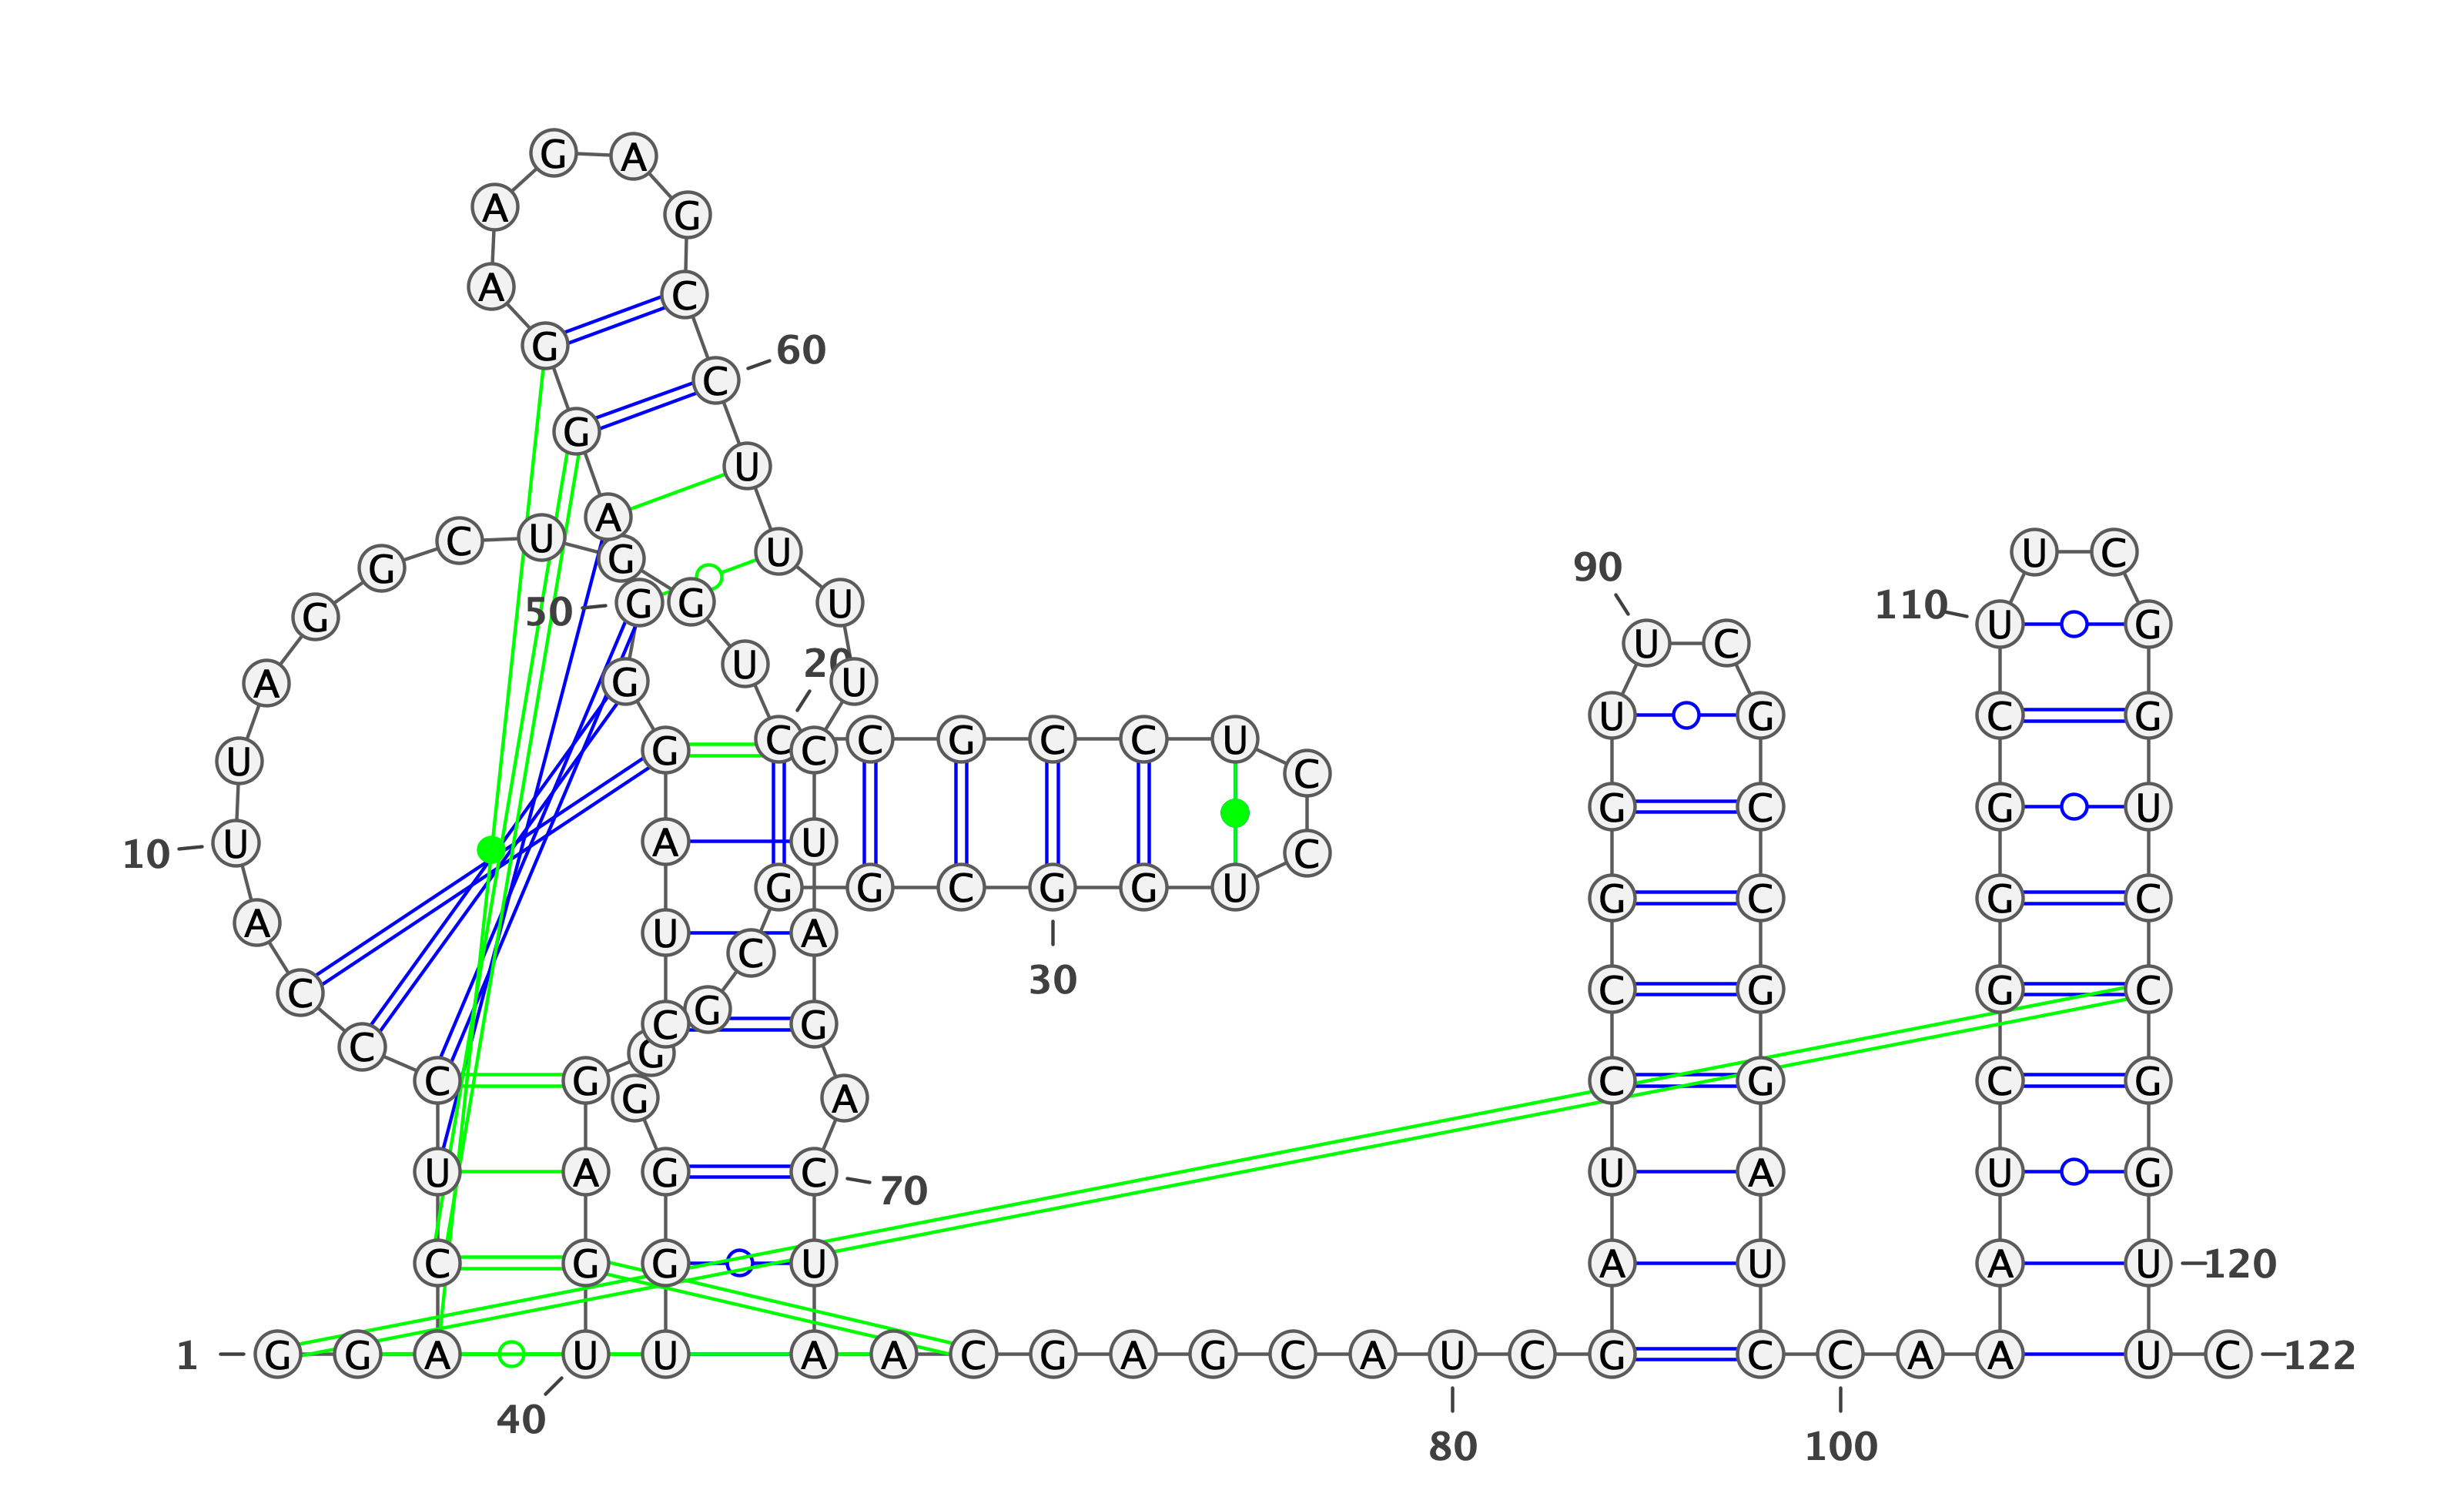 G A
A G
A C
G 60
C
G
U
A
C U G U U C
G 90
50 G G U 110
G U G
U C
U 20
A G U
U G C G
C C C G C C U
G
U C
G C G U
10 U A U C
G G C G G U
G C G C
A U A
C
C 30 C G G C
G C G
C G
C G C G C G
G A
U A G C U A U G
70
C G G U A U A U 120
1 G G A U U A A C G A G C A U C G C C A A U C 122
40
80 100